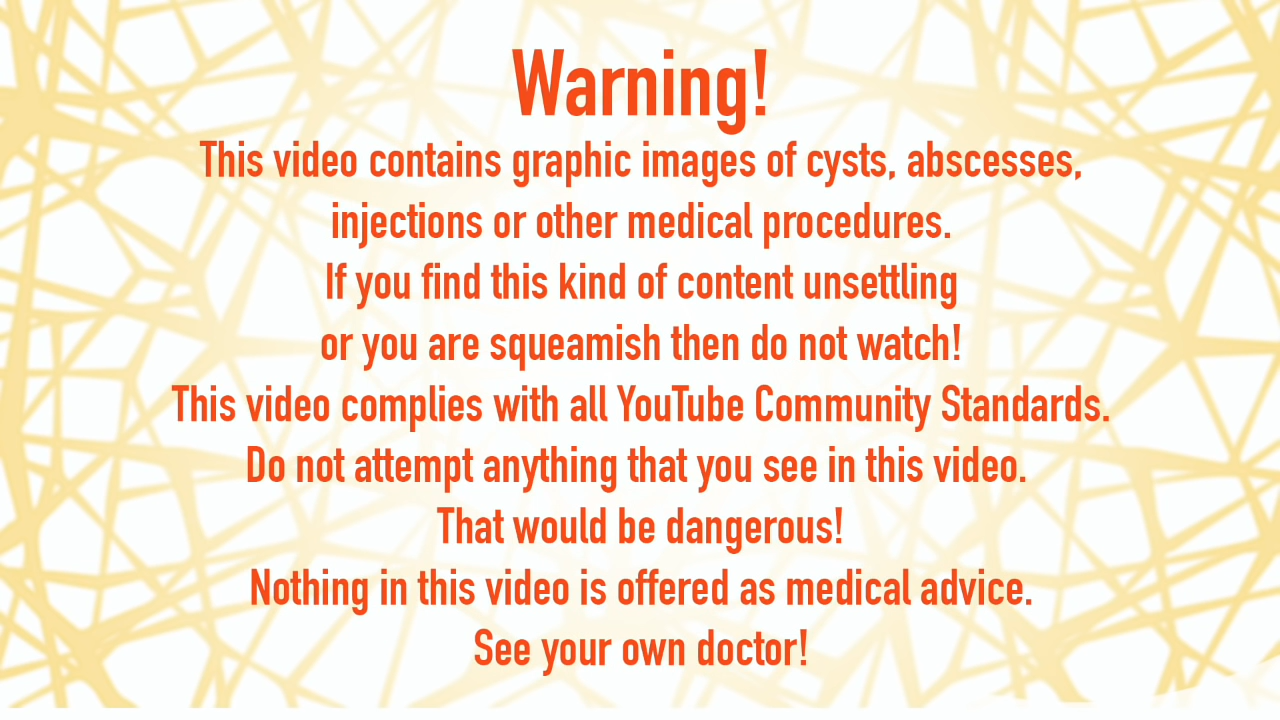 Warning!
This video contains graphic images of cysts, abscesses,
injections or other medical procedures.
If you find this kind of content unsettling
or you are squeamish then do not watch!
This video complies with all YouTube Community Standards.
Do not attempt anything that you see in this video.
That would be dangerous!
Nothing in this video is offered as medical advice.
See your own doctor!